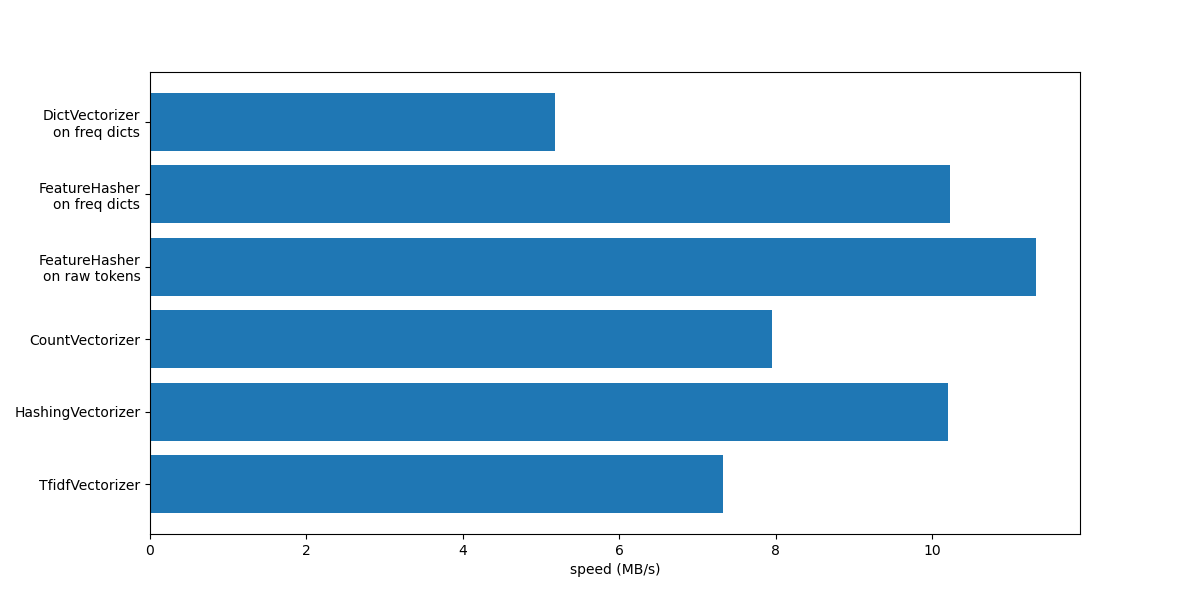 DictVectorizer
on freq dicts
FeatureHasher
on freq dicts
FeatureHasher
on raw tokens
CountVectorizer
HashingVectorizer
TfidfVectorizer
0 2 4 6 8 10
speed (MB/s)